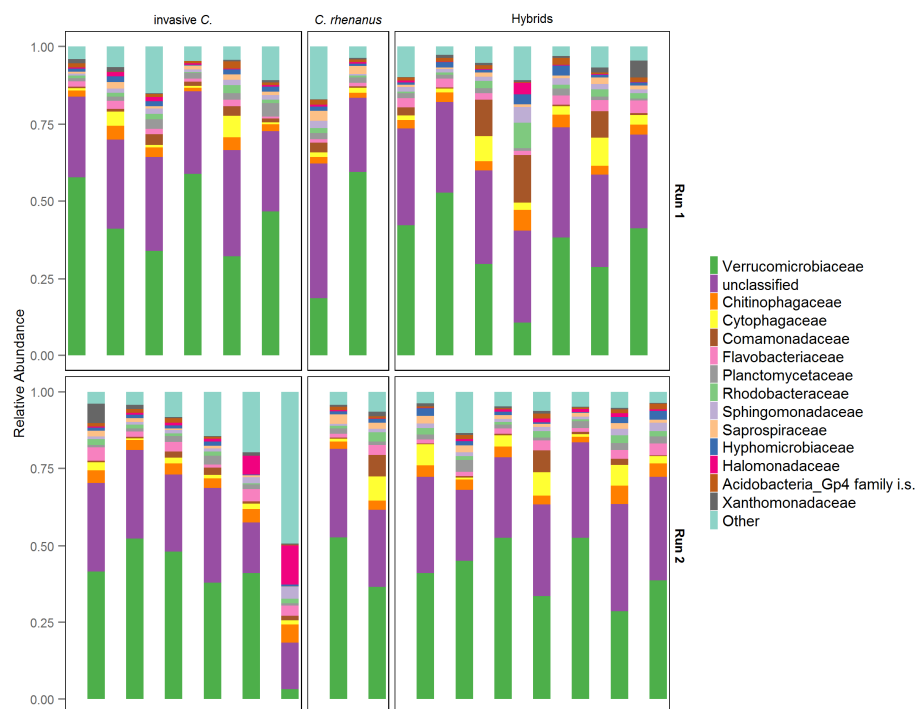 invasive C.
C. rhenanus
Hybrids
1.00
0.75
0.50
0.25
0.00
Run 1
Relative Abundance
1.00
0.75
0.50
0.25
0.00
Run 2
Verrucomicrobiaceae
unclassified
Chitinophagaceae
Cytophagaceae
Comamonadaceae
Flavobacteriaceae
Planctomycetaceae
Rhodobacteraceae
Sphingomonadaceae
Saprospiraceae
Hyphomicrobiaceae
Halomonadaceae
Acidobacteria_Gp4 family i.s.
Xanthomonadaceae
Other